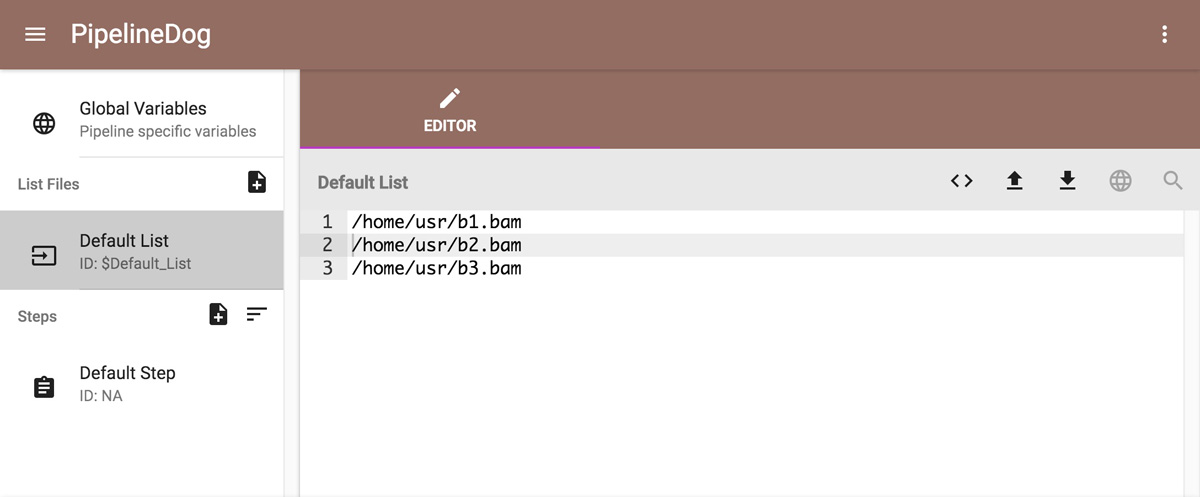 PipelineDog
Global Variables
Pipeline specific variables
List Files
Default List
ID: $Default_List
Steps
Default Step
ID: NA
EDITOR
Default List
1 /home/usr/b1.bam
2 /home/usr/b2.bam
3 /home/usr/b3.bam